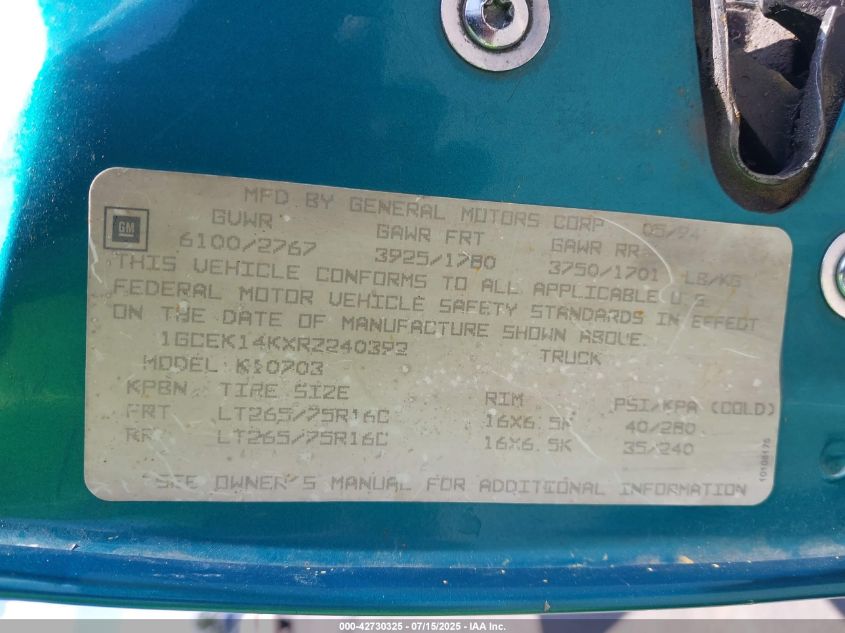 MFD BY GENERAL MOTORS CORP 05/94
GM
GVWR GAWR FRT GAWR RR
6100/2767 3925/1780 3750/1701 LB/KG
THIS VEHICLE CONFORMS TO ALL APPLICABLE U.S.
FEDERAL MOTOR VEHICLE SAFETY STANDARDS IN EFFECT
ON THE DATE OF MANUFACTURE SHOWN ABOVE.
1GCEK14KXRZ240392 TRUCK
MODEL K10703
KPBN TIRE SIZE RIM PSI/KPA (COLD)
FRT LT265/75R16C 16X6.5K 40/280
RR LT265/75R16C 16X6.5K 35/240
SEE OWNER'S MANUAL FOR ADDITIONAL INFORMATION
10108176
000-42730325 - 07/15/2025 - IAA Inc.